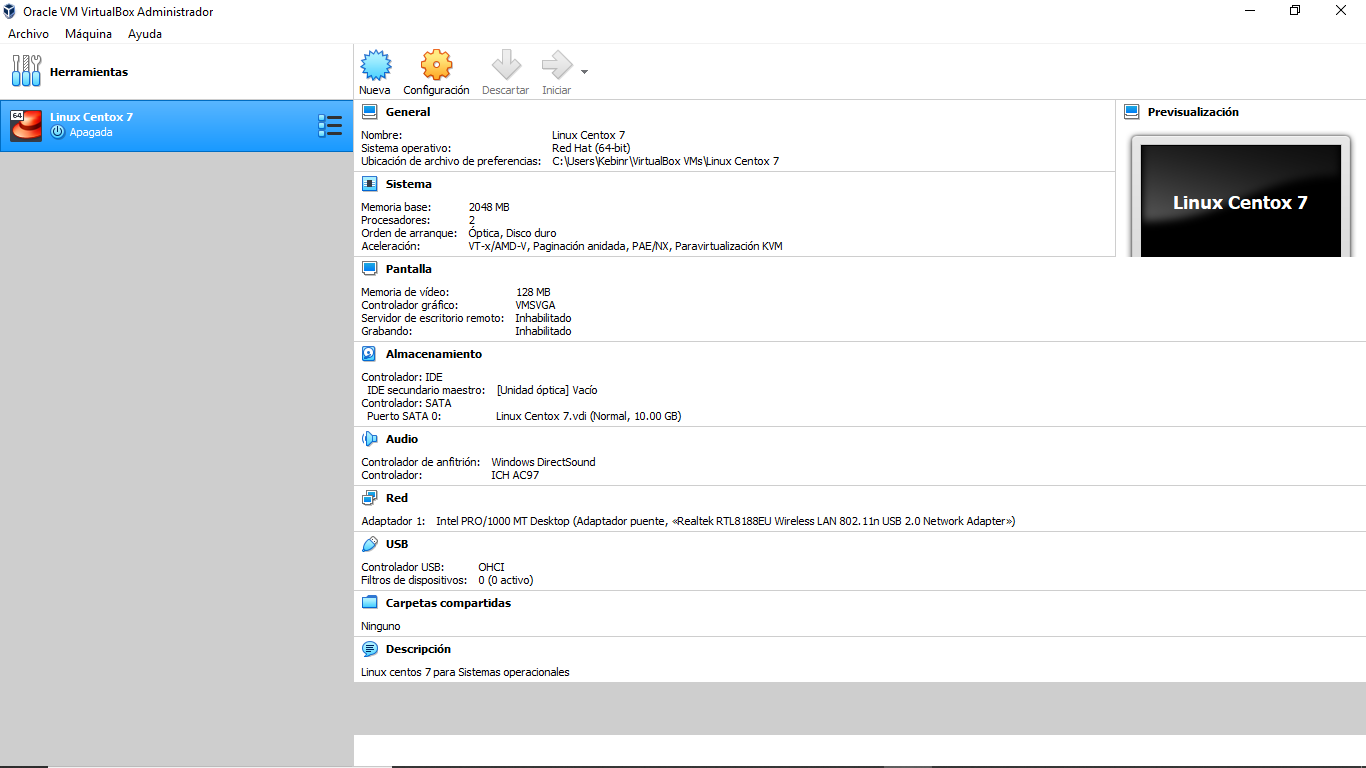 Oracle VM VirtualBox Administrador
Archivo Máquina Ayuda
Herramientas
Nueva Configuración Descartar Iniciar
64
Linux Centox 7
Apagada
General
Nombre: Linux Centox 7
Sistema operativo: Red Hat (64-bit)
Ubicación de archivo de preferencias: C:\Users\Kebinr\VirtualBox VMs\Linux Centox 7
Previsualización
Linux Centox 7
Sistema
Memoria base: 2048 MB
Procesadores: 2
Orden de arranque: Óptica, Disco duro
Aceleración: VT-x/AMD-V, Paginación anidada, PAE/NX, Paravirtualización KVM
Pantalla
Memoria de vídeo: 128 MB
Controlador gráfico: VMSVGA
Servidor de escritorio remoto: Inhabilitado
Grabando: Inhabilitado
Almacenamiento
Controlador: IDE
IDE secundario maestro: [Unidad óptica] Vacío
Controlador: SATA
Puerto SATA 0: Linux Centox 7.vdi (Normal, 10.00 GB)
Audio
Controlador de anfitrión: Windows DirectSound
Controlador: ICH AC97
Red
Adaptador 1: Intel PRO/1000 MT Desktop (Adaptador puente, «Realtek RTL8188EU Wireless LAN 802.11n USB 2.0 Network Adapter»)
USB
Controlador USB: OHCI
Filtros de dispositivos: 0 (0 activo)
Carpetas compartidas
Ninguno
Descripción
Linux centos 7 para Sistemas operacionales